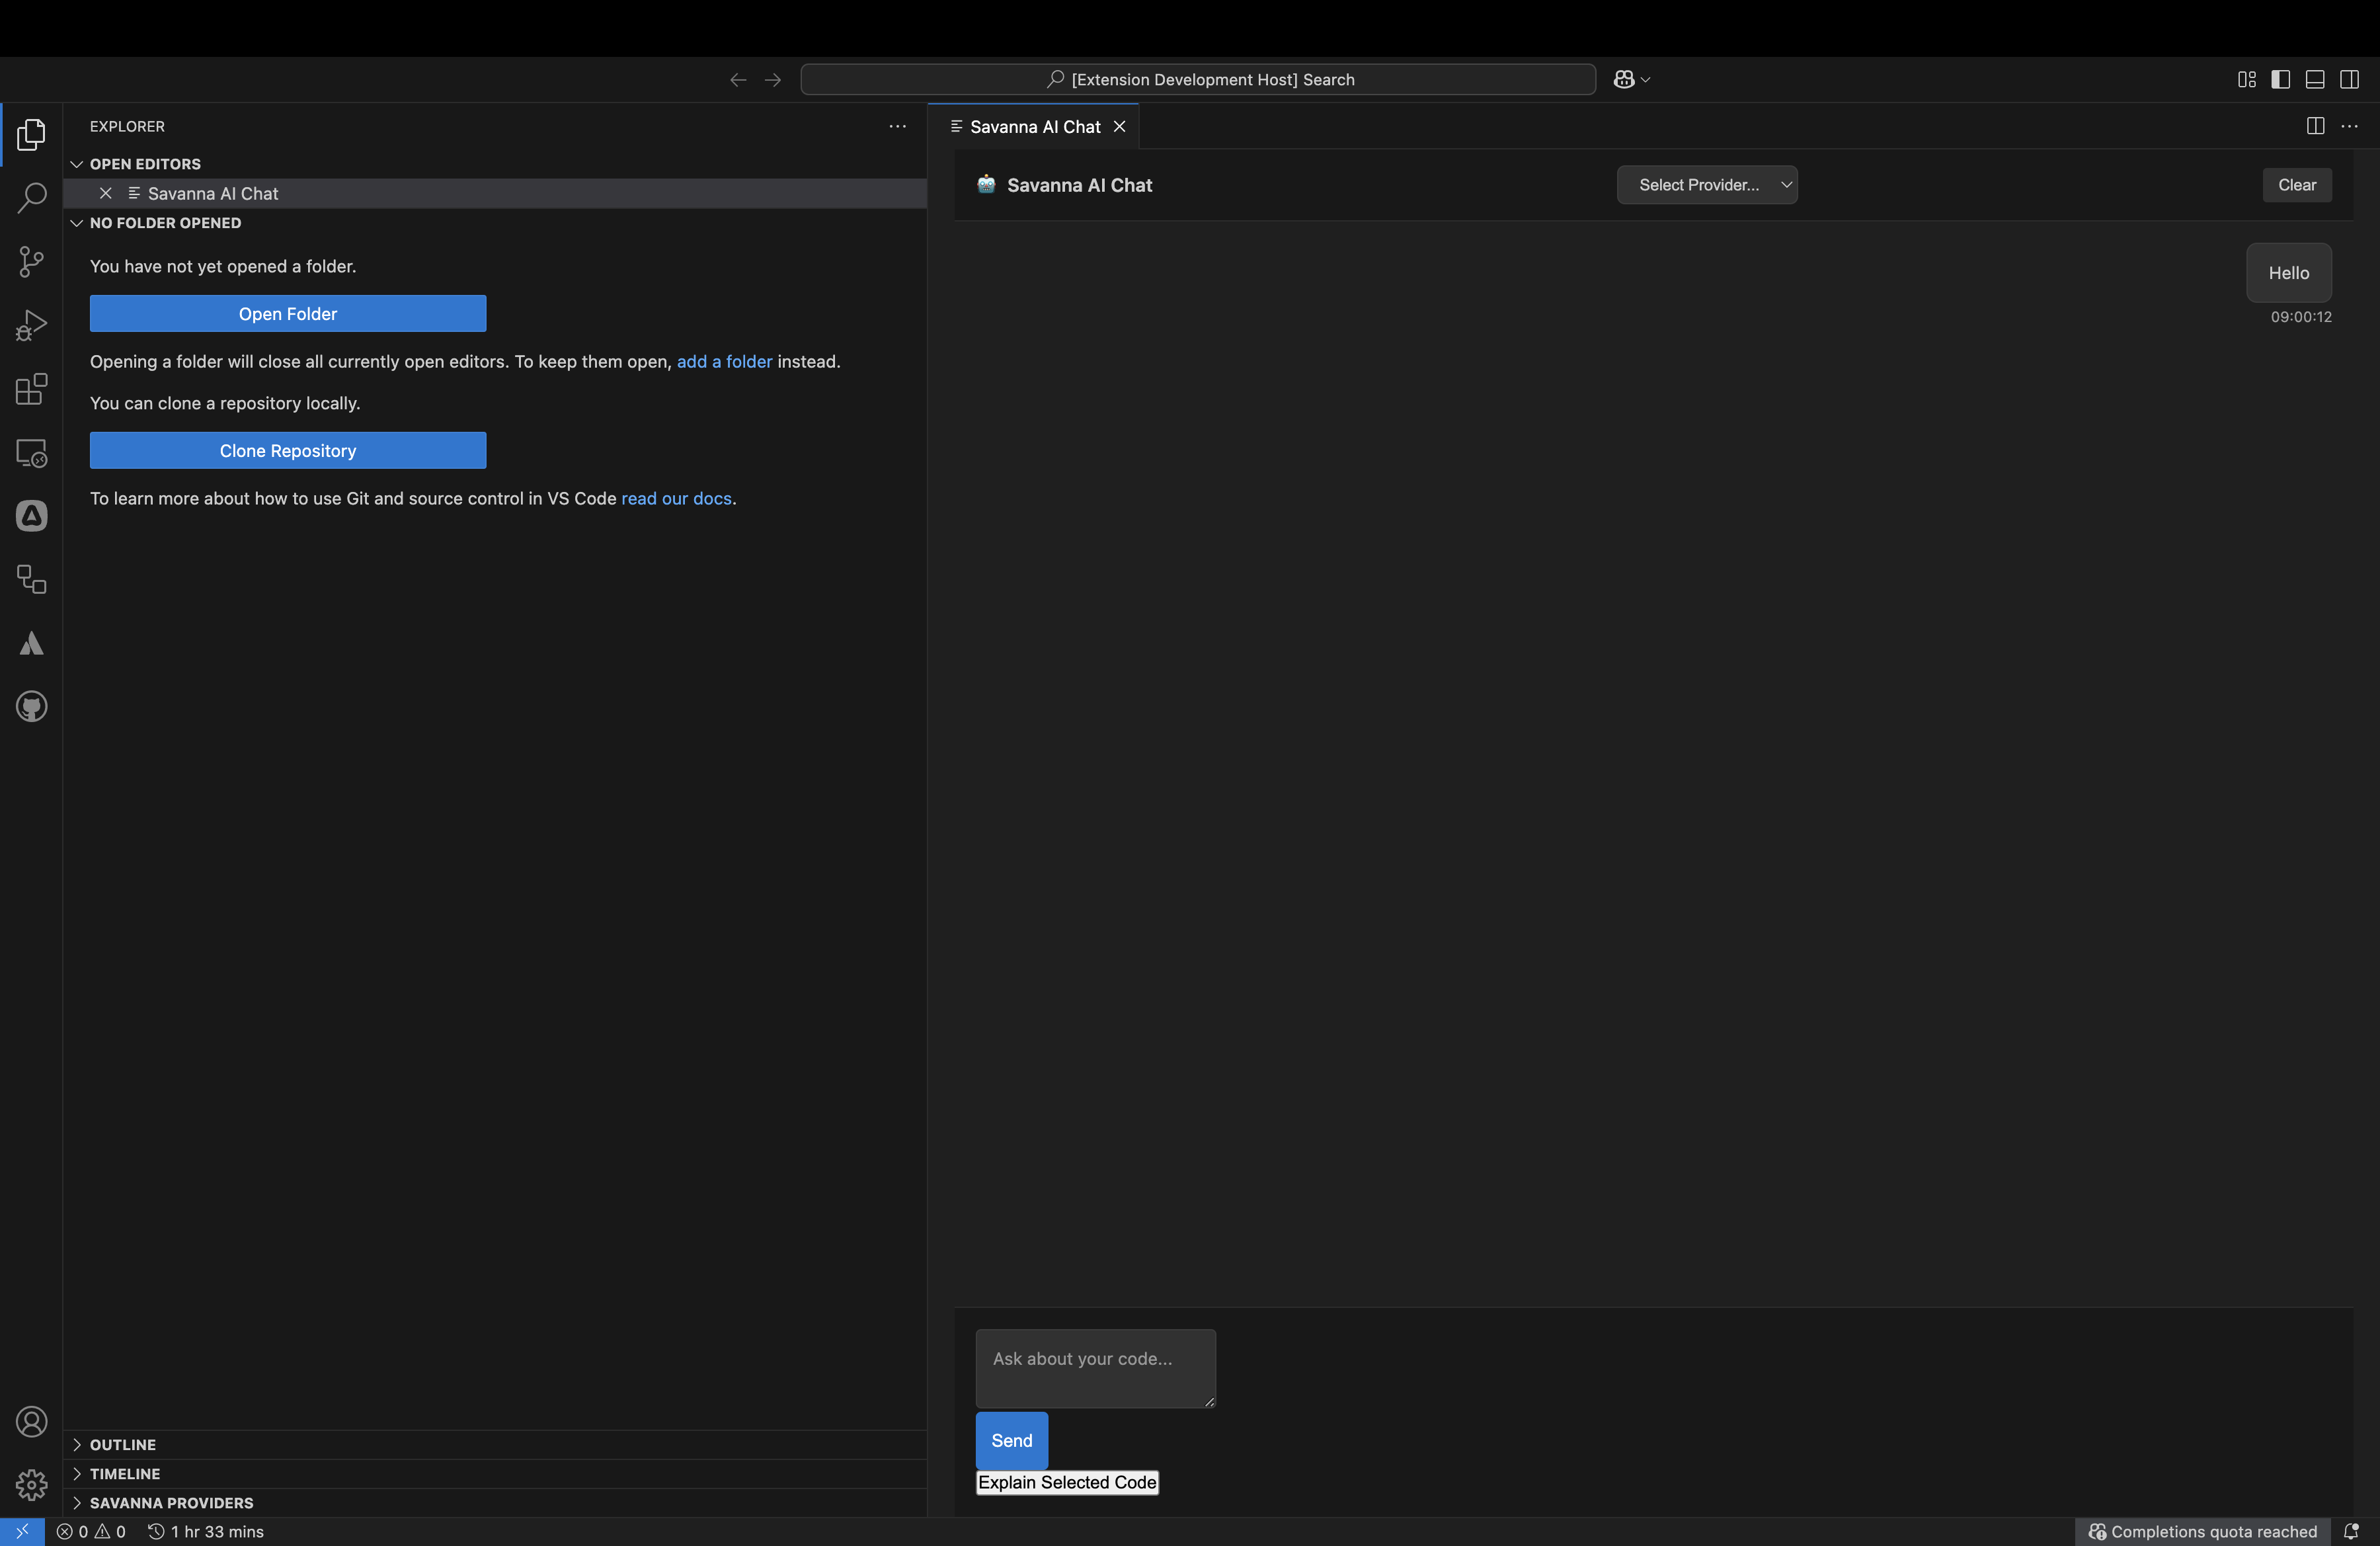 [Extension Development Host] Search
EXPLORER
OPEN EDITORS
Savanna AI Chat
NO FOLDER OPENED
You have not yet opened a folder.
Open Folder
Opening a folder will close all currently open editors. To keep them open, add a folder instead.
You can clone a repository locally.
Clone Repository
To learn more about how to use Git and source control in VS Code read our docs.
OUTLINE
TIMELINE
SAVANNA PROVIDERS
Savanna AI Chat
Savanna AI Chat
Select Provider...
Clear
Hello
09:00:12
Ask about your code...
Send
Explain Selected Code
0 0 1 hr 33 mins
Completions quota reached